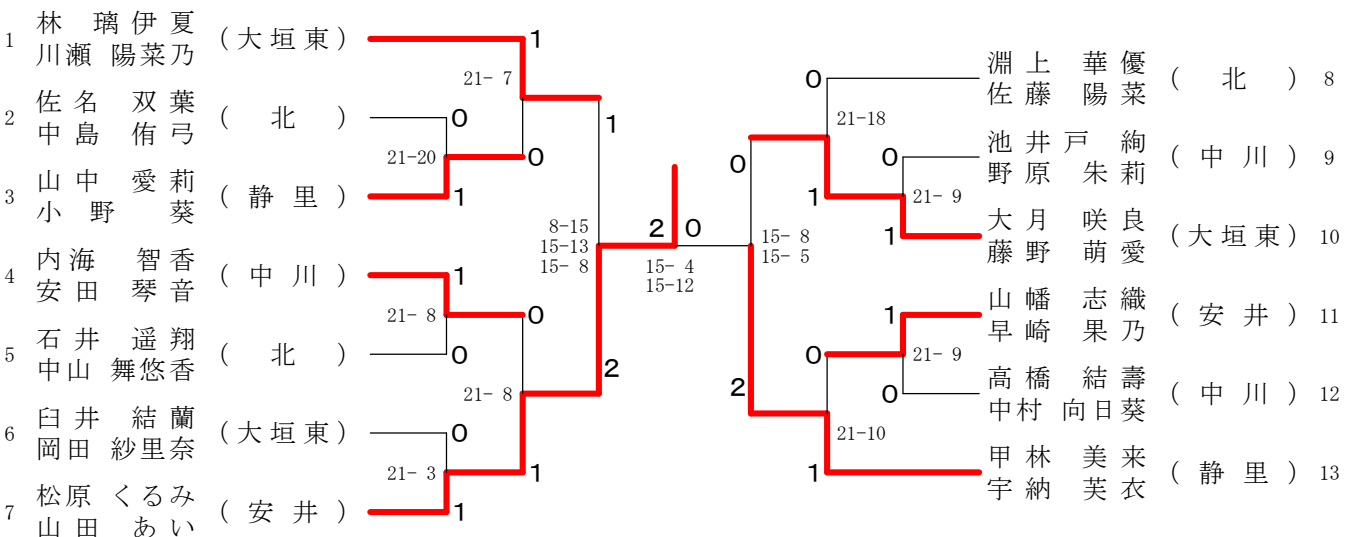 1 林 璃伊夏 (大垣東)
川瀬 陽菜乃
2 佐名 双葉 (北)
中島 侑弓
3 山中 愛莉 (静里)
小野 葵
4 内海 智香 (中川)
安田 琴音
5 石井 遥翔 (北)
中山 舞悠香
6 臼井 結蘭 (大垣東)
岡田 紗里奈
7 松原 くるみ (安井)
山田 あい
1
21- 7
0
21-20
0
1
1
1
21- 8
0
0
21- 8
0
21- 3
1
1
8-15
15-13
15- 8
2
2 0
15- 4
15-12
0
15- 8
15- 5
2
0
21-18
1
0
21- 9
1
1
21- 9
0
0
21-10
1
淵上 華優 (北) 8
佐藤 陽菜
池井戸 絢 (中川) 9
野原 朱莉
大月 咲良 (大垣東) 10
藤野 萌愛
山幡 志織 (安井) 11
早崎 果乃
高橋 結壽 (中川) 12
中村 向日葵
甲林 美来 (静里) 13
宇納 芙衣